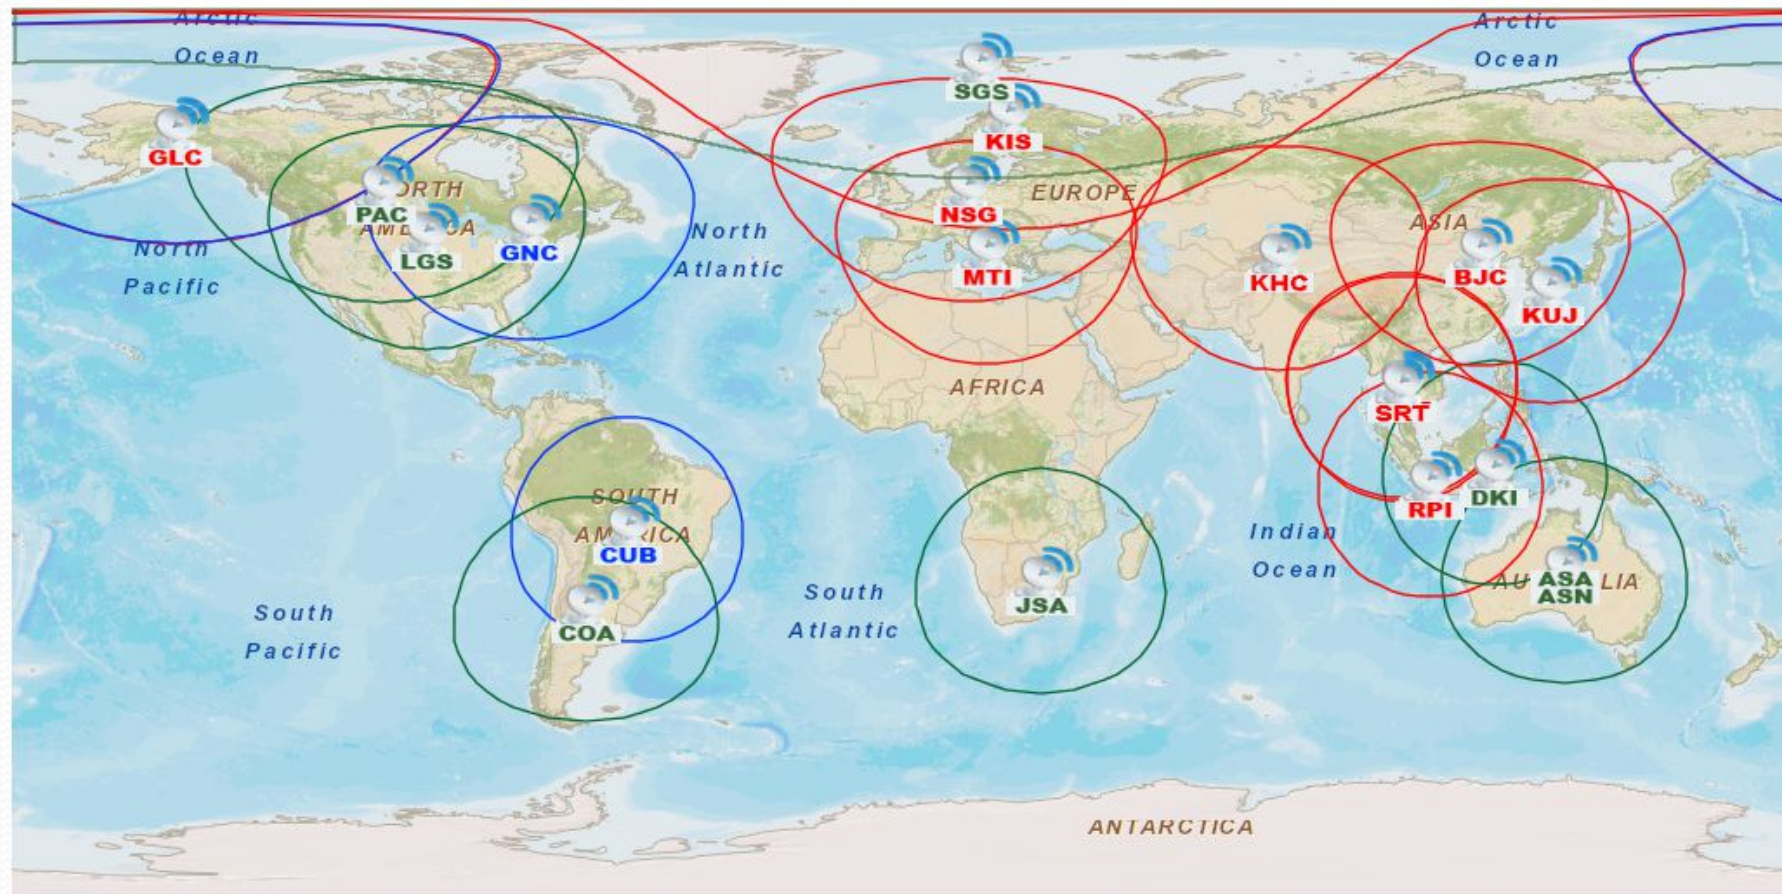 Arctic
Ocean
Arctic
Ocean
SGS
KIS
GLC
PAC
NORTH
AMERICA
LGS
GNC
North
Pacific
North
Atlantic
NSG
EUROPE
MTI
ASIA
KHC
BJC
KUJ
AFRICA
SRT
RPI
DKI
SOUTH
AMERICA
CUB
COA
South
Pacific
South
Atlantic
JSA
Indian
Ocean
AUSTRALIA
ASA
ASN
ANTARCTICA